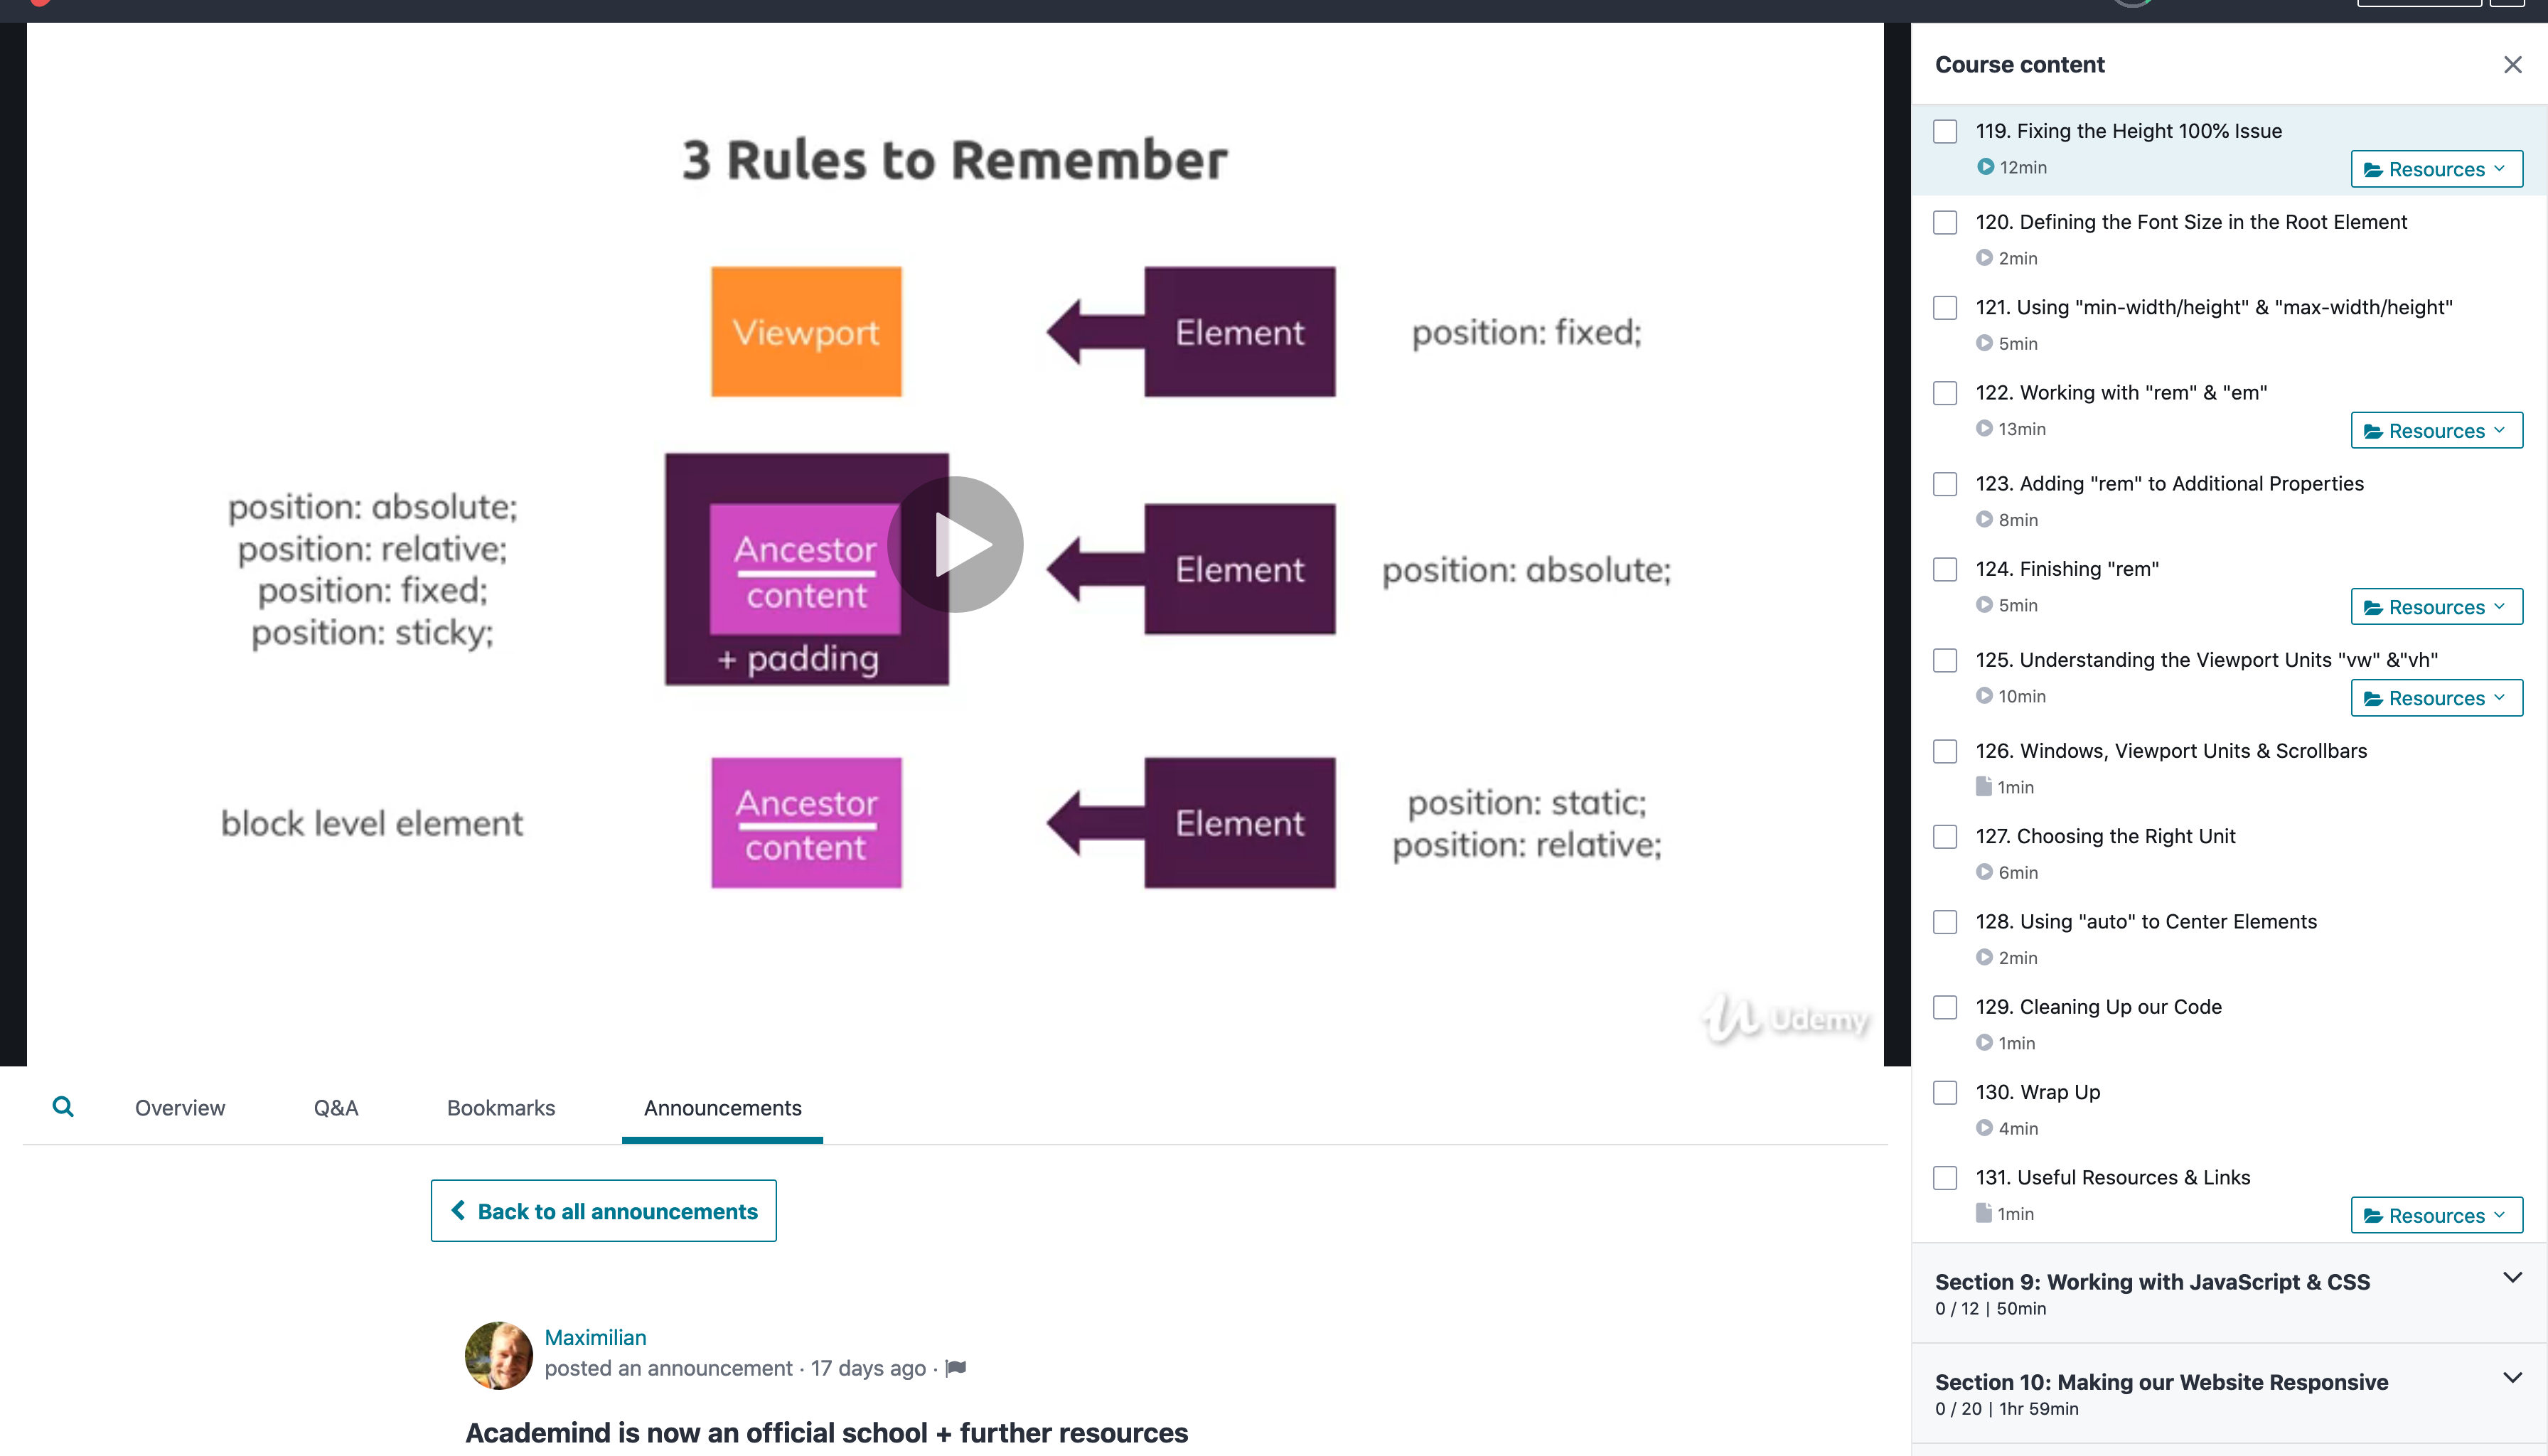 3 Rules to Remember
Viewport
Element
position: fixed;
position: absolute;
position: relative;
position: fixed;
position: sticky;
Ancestor
content
+ padding
Element
position: absolute;
block level element
Ancestor
content
Element
position: static;
position: relative;
Udemy
Overview
Q&A
Bookmarks
Announcements
Back to all announcements
Maximilian
posted an announcement · 17 days ago ·
Academind is now an official school + further resources
Course content
119. Fixing the Height 100% Issue
12min
Resources
120. Defining the Font Size in the Root Element
2min
121. Using "min-width/height" & "max-width/height"
5min
122. Working with "rem" & "em"
13min
Resources
123. Adding "rem" to Additional Properties
8min
124. Finishing "rem"
5min
Resources
125. Understanding the Viewport Units "vw" &"vh"
10min
Resources
126. Windows, Viewport Units & Scrollbars
1min
127. Choosing the Right Unit
6min
128. Using "auto" to Center Elements
2min
129. Cleaning Up our Code
1min
130. Wrap Up
4min
131. Useful Resources & Links
1min
Resources
Section 9: Working with JavaScript & CSS
0 / 12 | 50min
Section 10: Making our Website Responsive
0 / 20 | 1hr 59min